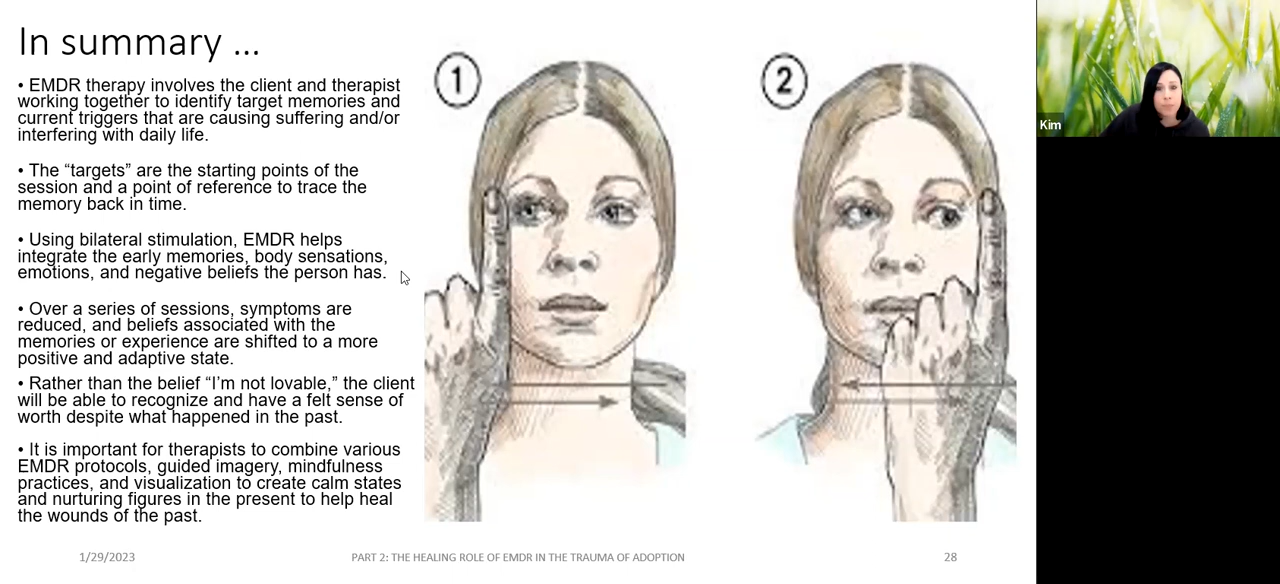 In summary ...
• EMDR therapy involves the client and therapist
working together to identify target memories and
current triggers that are causing suffering and/or
interfering with daily life.
• The “targets” are the starting points of the
session and a point of reference to trace the
memory back in time.
• Using bilateral stimulation, EMDR helps
integrate the early memories, body sensations,
emotions, and negative beliefs the person has.
• Over a series of sessions, symptoms are
reduced, and beliefs associated with the
memories or experience are shifted to a more
positive and adaptive state.
• Rather than the belief “I’m not lovable,” the client
will be able to recognize and have a felt sense of
worth despite what happened in the past.
• It is important for therapists to combine various
EMDR protocols, guided imagery, mindfulness
practices, and visualization to create calm states
and nurturing figures in the present to help heal
the wounds of the past.
1
2
Kim
1/29/2023
PART 2: THE HEALING ROLE OF EMDR IN THE TRAUMA OF ADOPTION
28